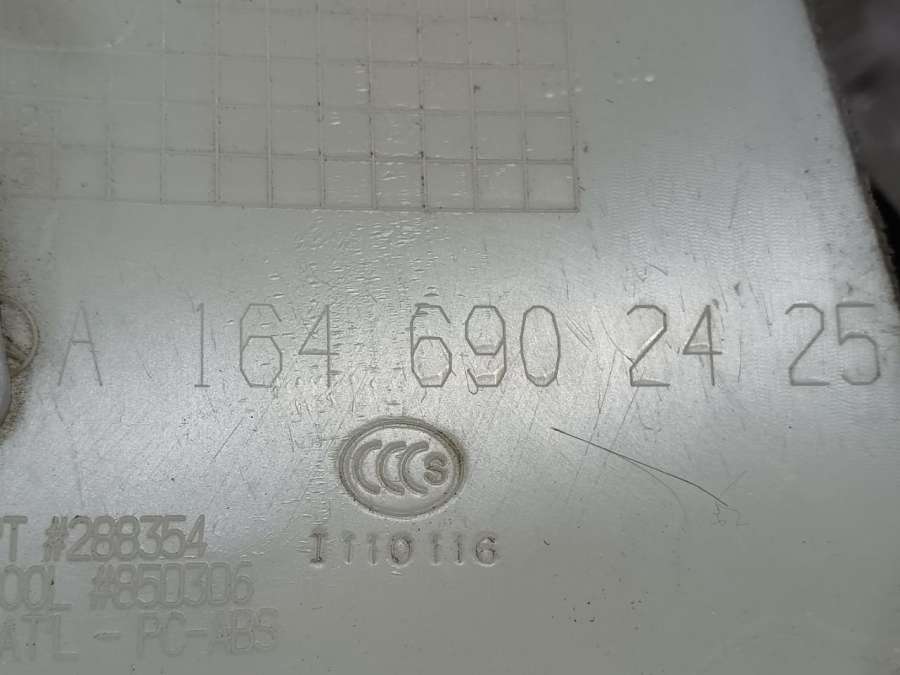 A 164 690 24 25
CCCS
I110116
PT #288354
OOL #850306
ATL - PC-ABS